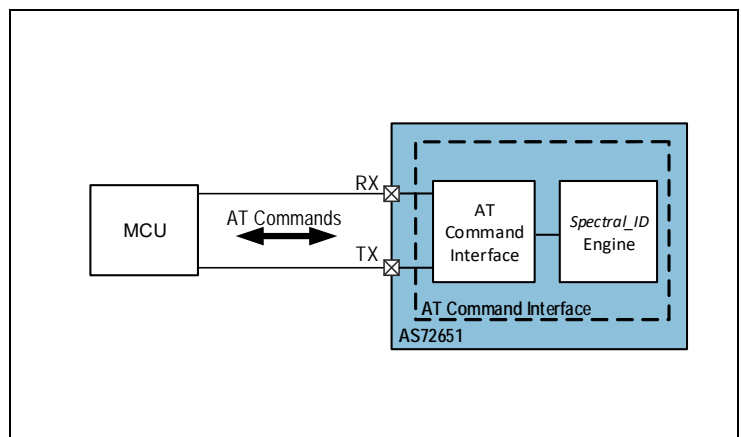 RX
MCU
AT Commands
TX
AT
Command
Interface
Spectral_ID
Engine
AT Command Interface
AS72651